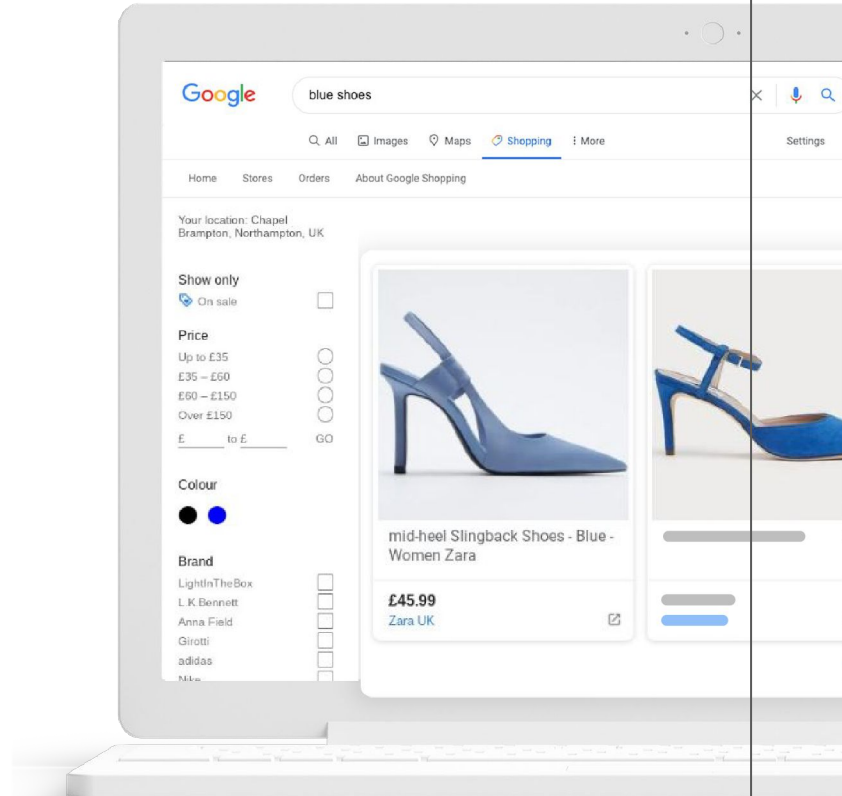 Google
blue shoes
All Images Maps Shopping More
Settings
Home Stores Orders About Google Shopping
Your location: Chapel
Brampton, Northampton, UK
Show only
On sale
Price
Up to £35
£35 – £60
£60 – £150
Over £150
£ to £ GO
Colour
Brand
LightInTheBox
L.K.Bennett
Anna Field
Girotti
adidas
Nike
mid-heel Slingback Shoes - Blue -
Women Zara
£45.99
Zara UK